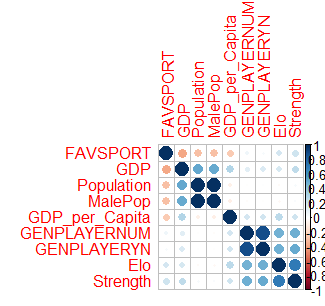 FAVSPORT
GDP
Population
MalePop
GDP_per_Capita
GENPLAYERNUM
GENPLAYERYN
Elo
Strength
FAVSPORT
GDP
Population
MalePop
GDP_per_Capita
GENPLAYERNUM
GENPLAYERYN
Elo
Strength
1
0.8
0.6
0.4
0.2
0
-0.2
-0.4
-0.6
-0.8
-1